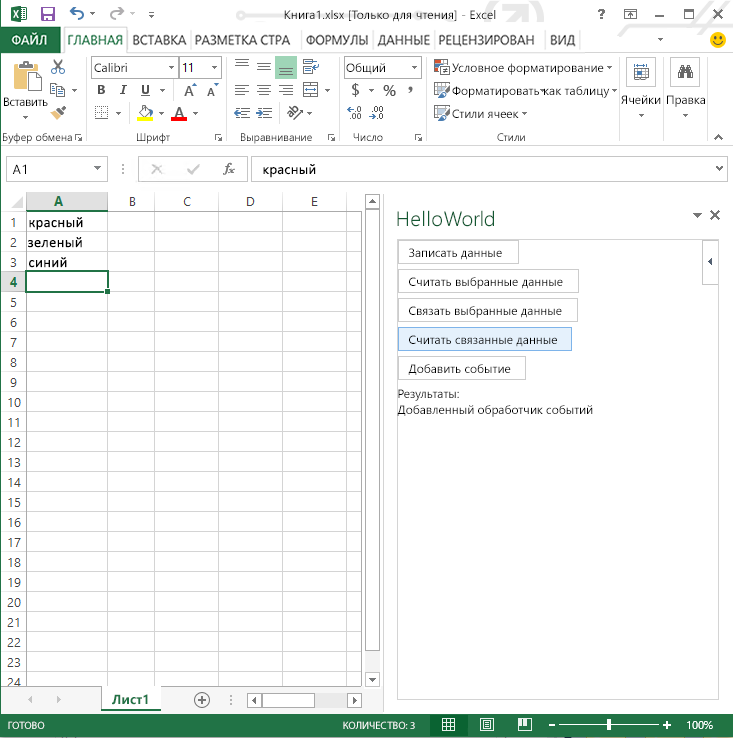 Книга1.xlsx [Только для чтения] - Excel
ФАЙЛ ГЛАВНАЯ ВСТАВКА РАЗМЕТКА СТРА ФОРМУЛЫ ДАННЫЕ РЕЦЕНЗИРОВАН ВИД
Вставить
Буфер обмена
Calibri 11
Ж К Ч
B I U A A
A
Шрифт
Выравнивание
Общий
$ % ,
Число
Условное форматирование
Форматировать как таблицу
Стили ячеек
Стили
Ячейки
Правка
A1 fx красный
A B C D E
1 красный
2 зеленый
3 синий
4
5
6
7
8
9
10
11
12
13
14
15
16
17
18
19
20
21
22
23
24
HelloWorld
Записать данные
Считать выбранные данные
Связать выбранные данные
Считать связанные данные
Добавить событие
Результаты:
Добавленный обработчик событий
Лист1
ГОТОВО КОЛИЧЕСТВО: 3 100%